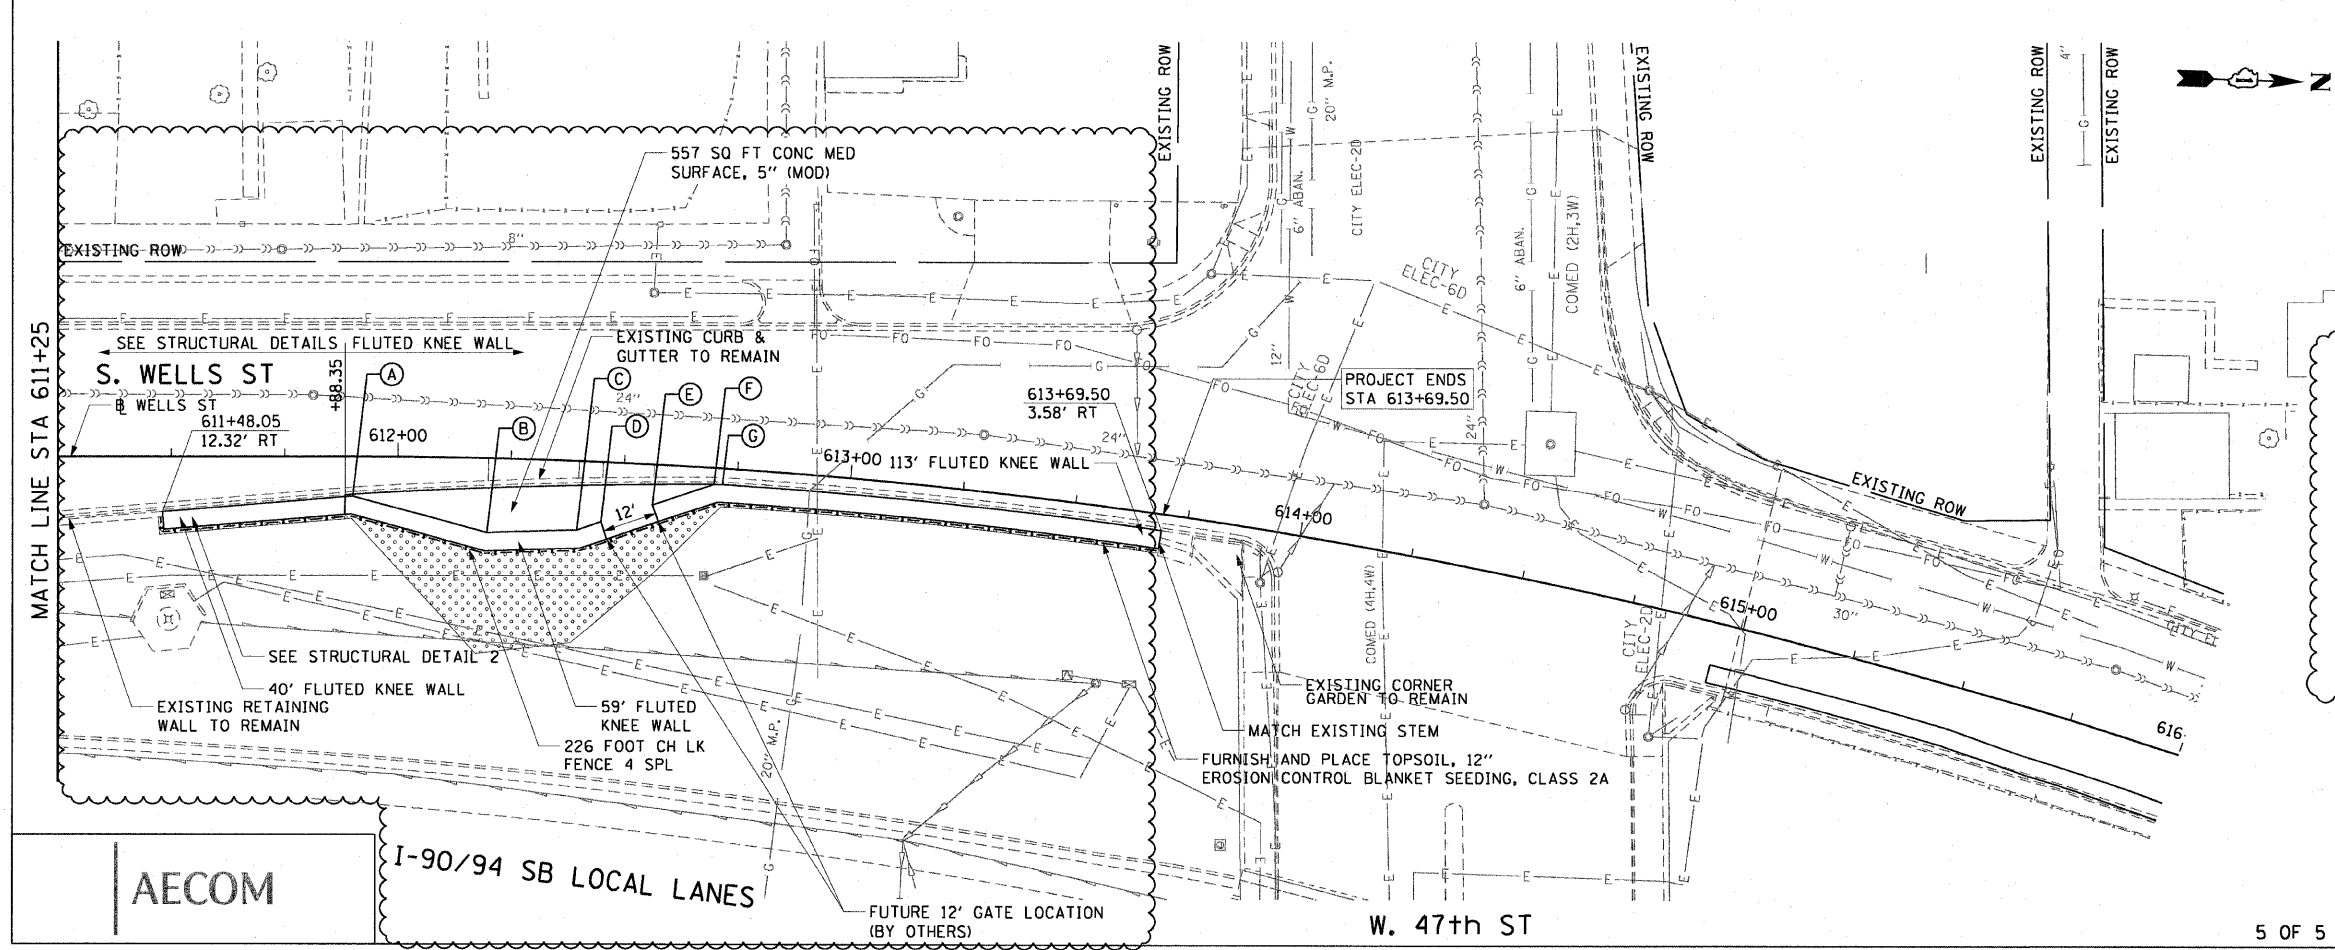 EXISTING ROW
20" M.P.
EXISTING ROW
EXISTING ROW
EXISTING ROW
4"
N
557 SQ FT CONC MED
SURFACE, 5" (MOD)
6" ABAN.
CITY ELEC-2D
6" ABAN.
COMED (2H,3W)
EXISTING ROW
8"
CITY
ELEC-6D
MATCH LINE STA 611+25
SEE STRUCTURAL DETAILS
FLUTED KNEE WALL
EXISTING CURB &
GUTTER TO REMAIN
12"
CITY
ELEC-6D
S. WELLS ST
+88.35
A
C
24"
E
F
PROJECT ENDS
STA 613+69.50
613+69.50
3.58' RT
B WELLS ST
611+48.05
12.32' RT
612+00
B
D
G
24"
24"
613+00
113' FLUTED KNEE WALL
EXISTING ROW
12'
614+00
COMED (4H,4W)
615+00
30"
CITY
ELEC-2D
SEE STRUCTURAL DETAIL 2
40' FLUTED KNEE WALL
EXISTING RETAINING
WALL TO REMAIN
59' FLUTED
KNEE WALL
226 FOOT CH LK
FENCE 4 SPL
20" M.P.
EXISTING CORNER
GARDEN TO REMAIN
MATCH EXISTING STEM
616
FURNISH AND PLACE TOPSOIL, 12"
EROSION CONTROL BLANKET SEEDING, CLASS 2A
AECOM
I-90/94 SB LOCAL LANES
FUTURE 12' GATE LOCATION
(BY OTHERS)
W. 47th ST
5 OF 5